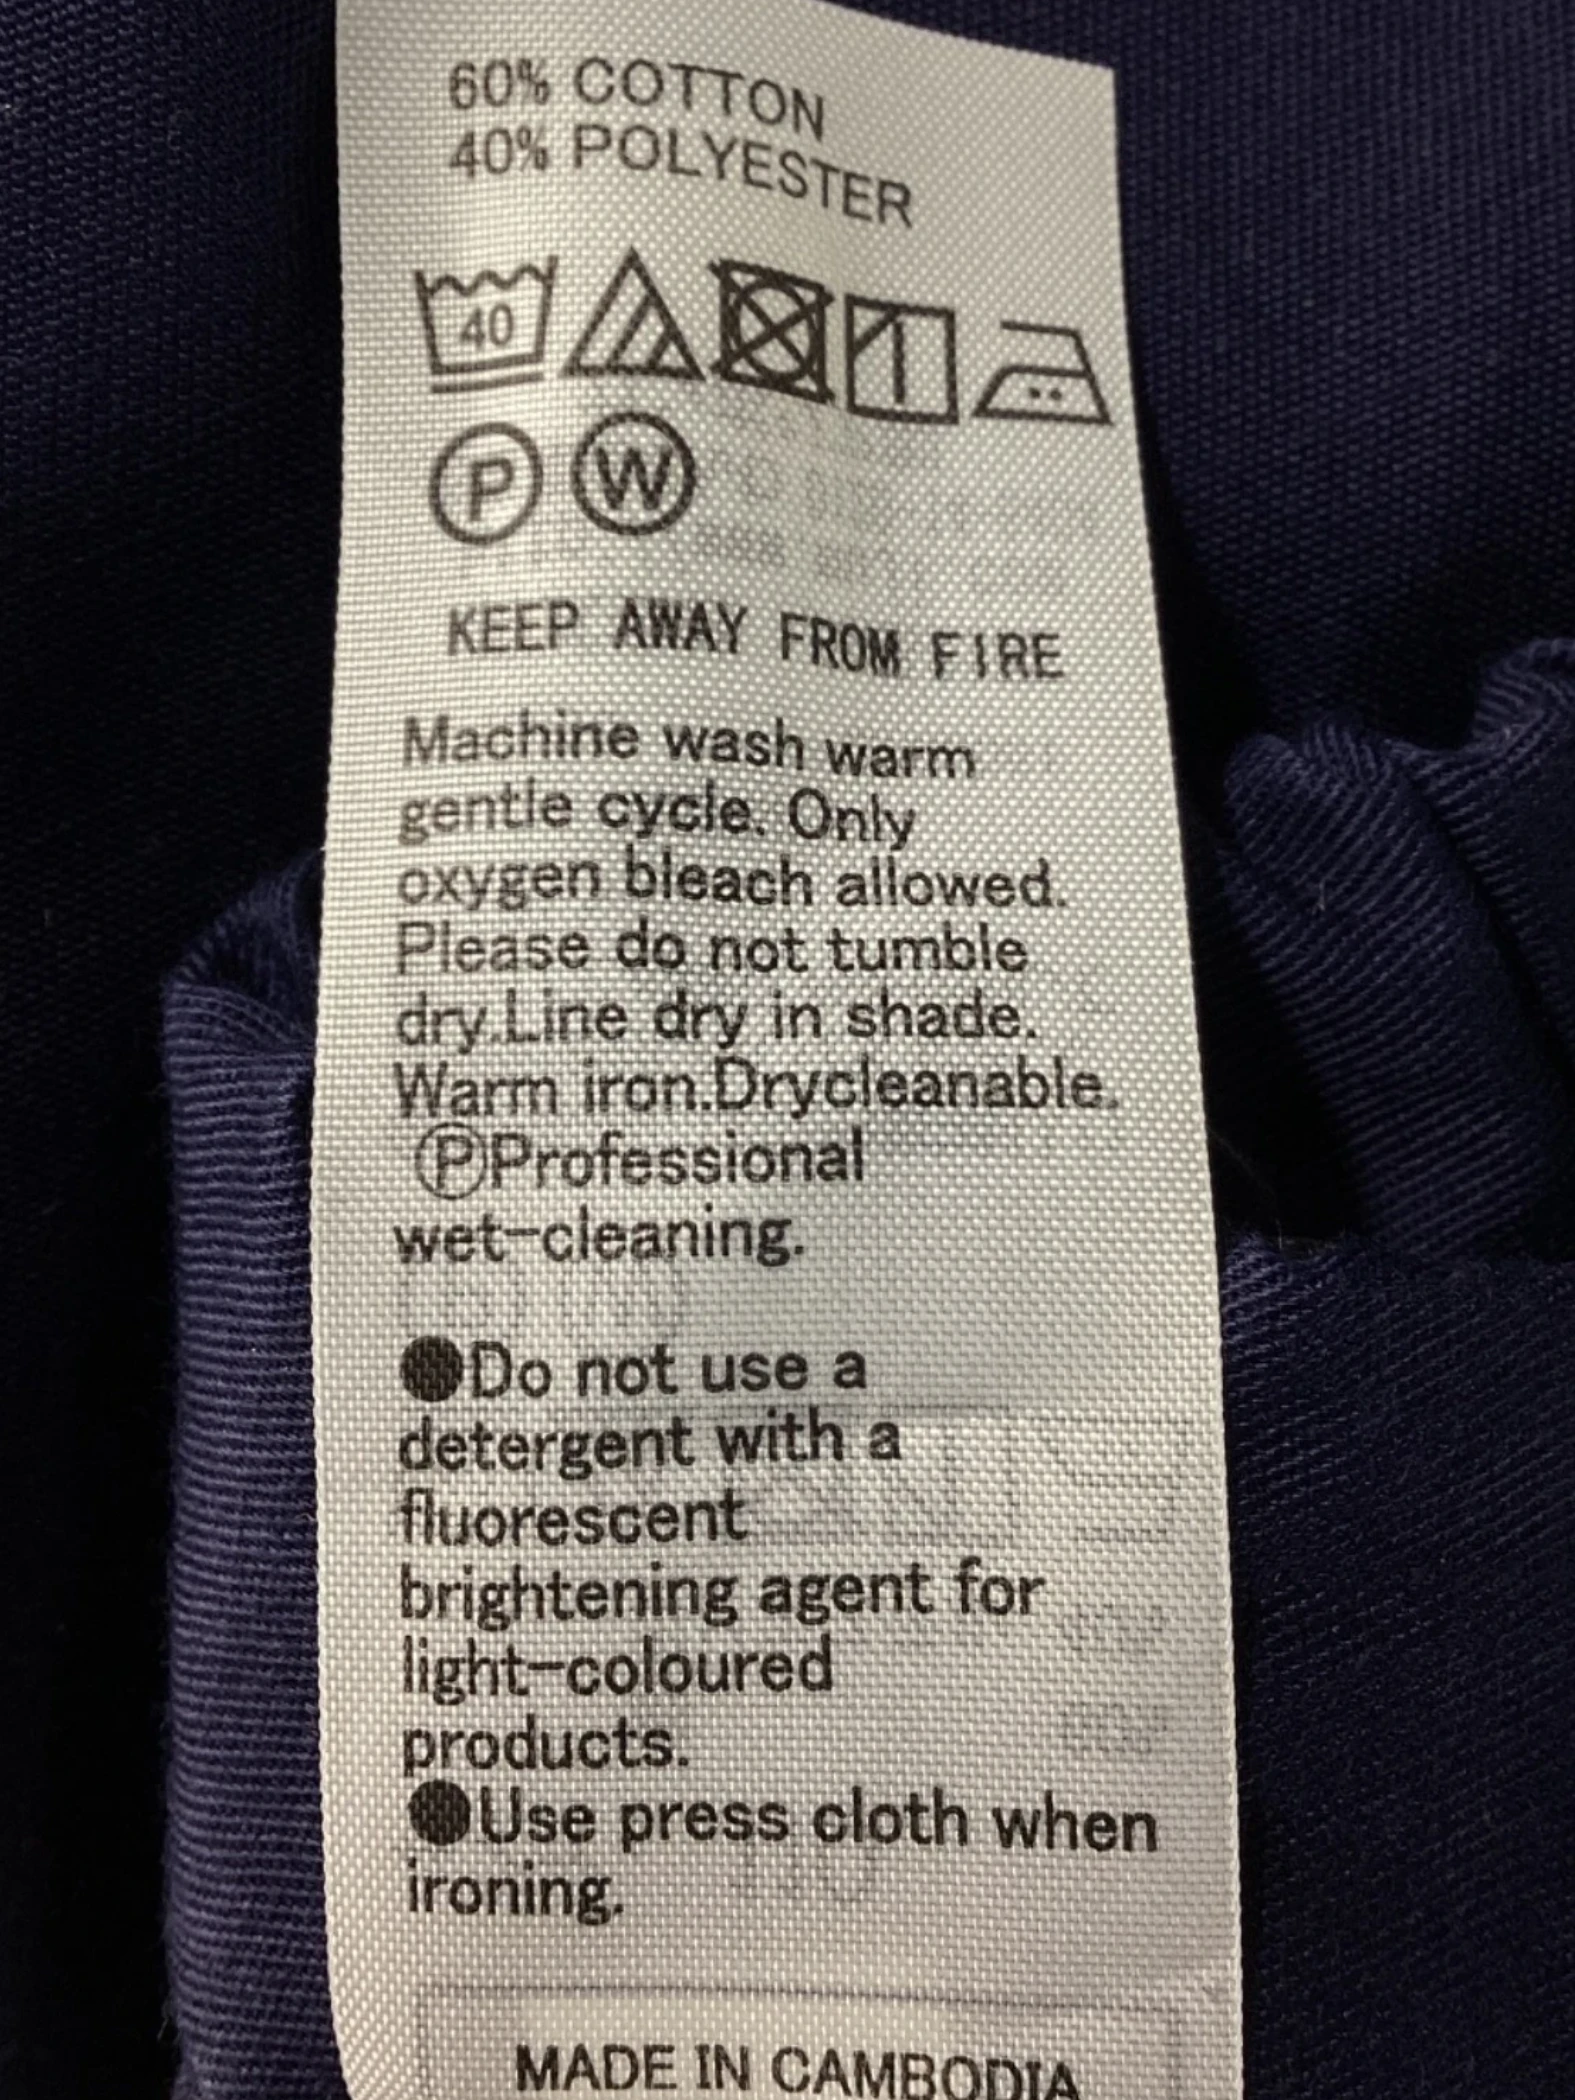 60% COTTON
40% POLYESTER
40
P W
KEEP AWAY FROM FIRE
Machine wash warm
gentle cycle. Only
oxygen bleach allowed.
Please do not tumble
dry.Line dry in shade.
Warm iron.Drycleanable.
ⓅProfessional
wet-cleaning.
●Do not use a
detergent with a
fluorescent
brightening agent for
light-coloured
products.
●Use press cloth when
ironing.
MADE IN CAMBODIA